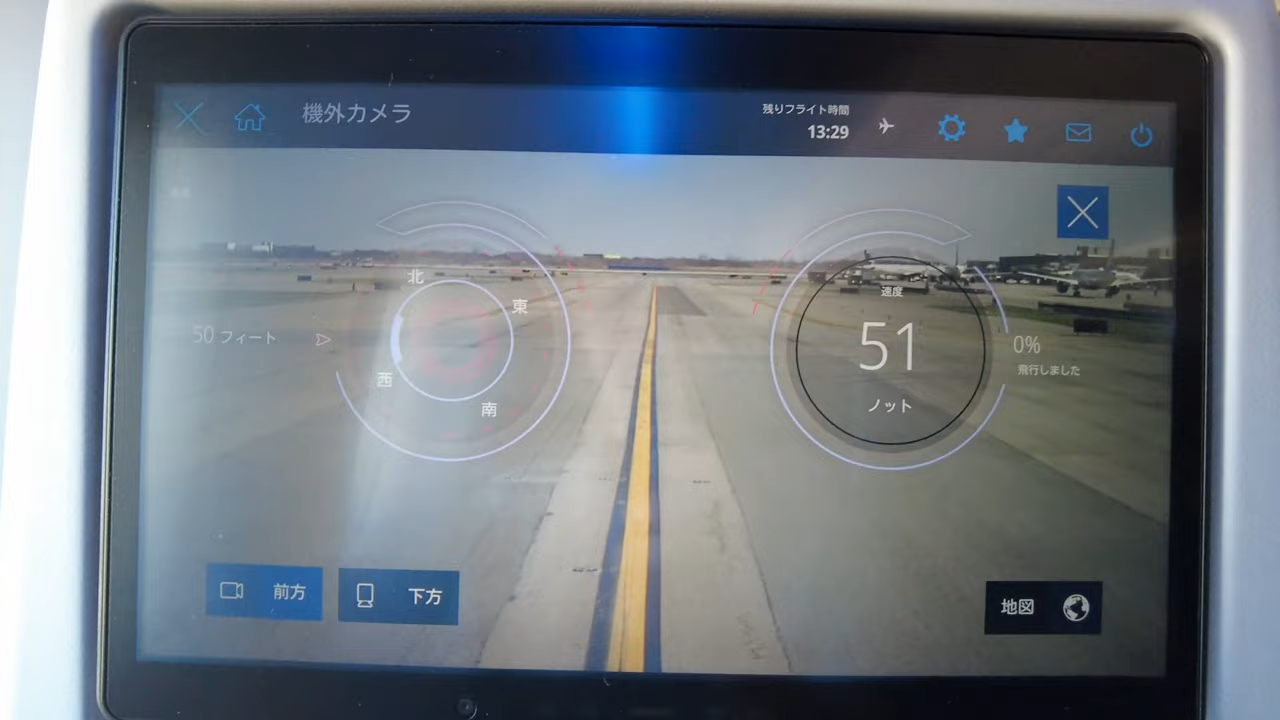 機外カメラ
残りフライト時間
13:29
北
東
西
南
50 フィート
速度
51
ノット
0%
飛行しました
前方
下方
地図